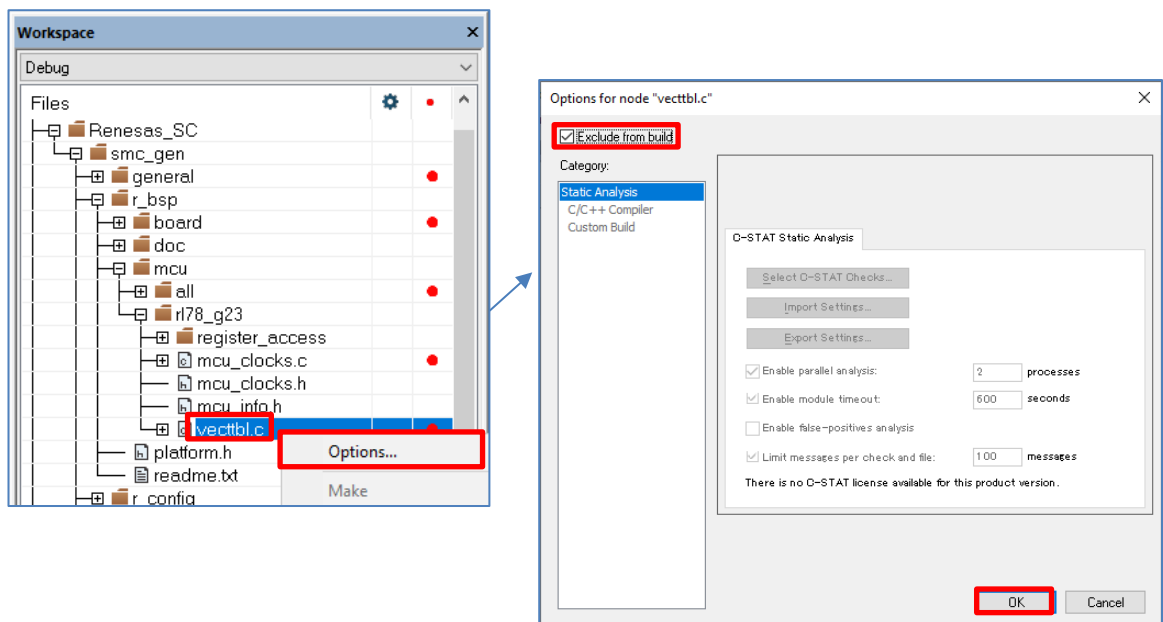 Workspace
Debug
Files
Renesas_SC
smc_gen
general
r_bsp
board
doc
mcu
all
rl78_g23
register_access
mcu_clocks.c
mcu_clocks.h
mcu_info.h
vecttbl.c
platform.h
readme.txt
r_config
Options...
Make
Options for node "vecttbl.c"
Exclude from build
Category:
Static Analysis
C/C++ Compiler
Custom Build
C-STAT Static Analysis
Select C-STAT Checks...
Import Settings...
Export Settings...
Enable parallel analysis: 2 processes
Enable module timeout: 600 seconds
Enable false-positives analysis
Limit messages per check and file: 100 messages
There is no C-STAT license available for this product version.
OK Cancel